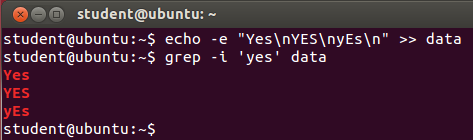 student@ubuntu: ~
student@ubuntu:~$ echo -e "Yes\nYES\nyEs\n" >> data
student@ubuntu:~$ grep -i 'yes' data
Yes
YES
yEs
student@ubuntu:~$